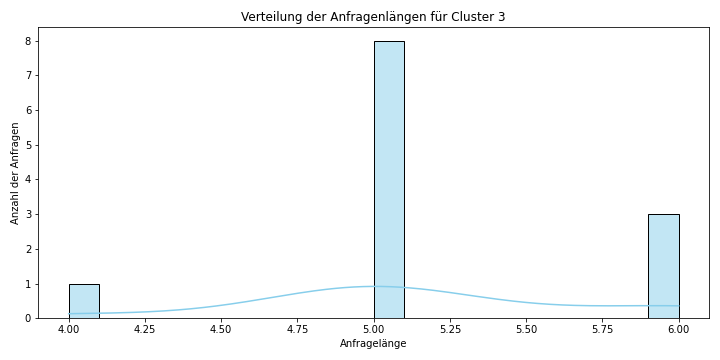 Verteilung der Anfragenlängen für Cluster 3
Anzahl der Anfragen
8
7
6
5
4
3
2
1
0
4.00 4.25 4.50 4.75 5.00 5.25 5.50 5.75 6.00
Anfragelänge